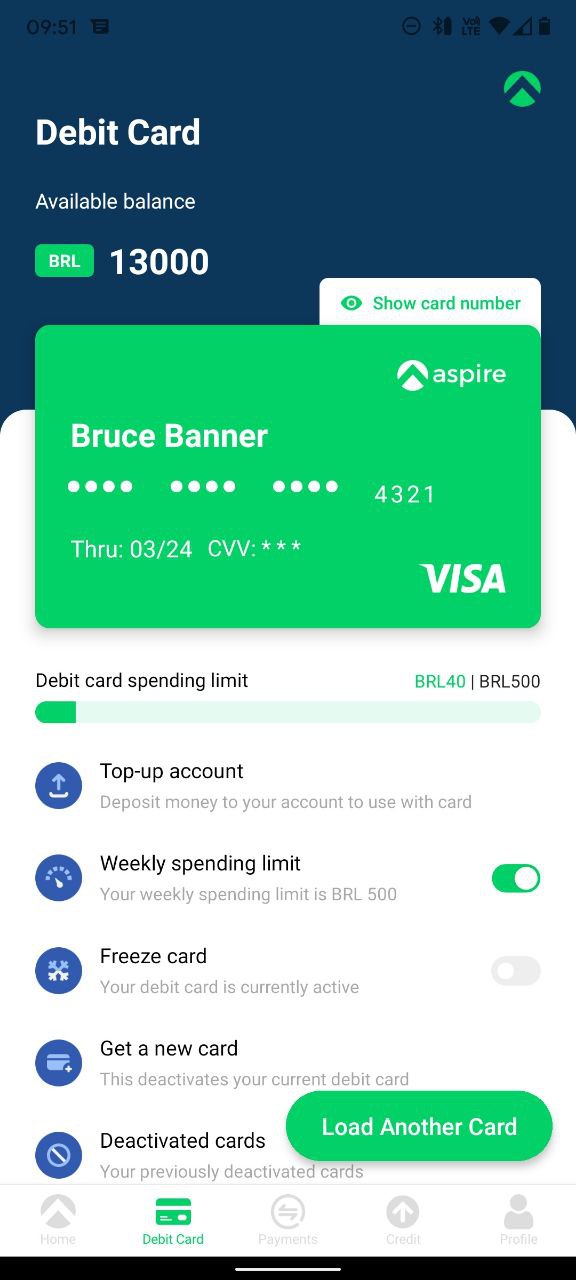 09:51
Vo) LTE
Debit Card
Available balance
BRL 13000
Show card number
aspire
Bruce Banner
4321
Thru: 03/24 CVV: * * *
VISA
Debit card spending limit BRL40 | BRL500
Top-up account
Deposit money to your account to use with card
Weekly spending limit
Your weekly spending limit is BRL 500
Freeze card
Your debit card is currently active
Get a new card
This deactivates your current debit card
Load Another Card
Deactivated cards
Your previously deactivated cards
Home Debit Card Payments Credit Profile